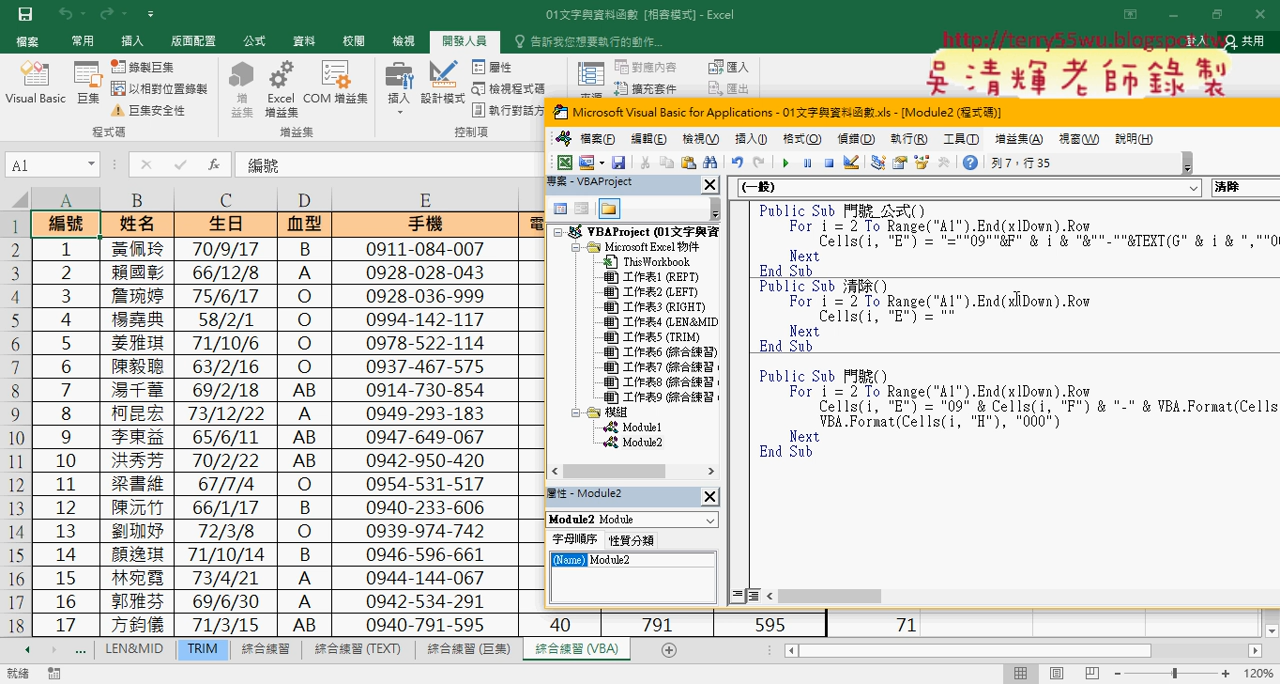 01文字與資料函數 [相容模式] - Excel
檔案 常用 插入 版面配置 公式 資料 校閱 檢視 開發人員 告訴我您想要執行的動作... 登入 共用
http://terry55wu.blogspot.tw
吳清輝老師錄製
Visual Basic 巨集 錄製巨集 以相對位置錄製 巨集安全性 程式碼
增益集 Excel 增益集 COM 增益集 增益集
插入 設計模式 屬性 檢視程式碼 執行對話方 控制項
對應內容 擴充套件 匯入 匯出
A1 fx 編號
A B C D E
1 編號 姓名 生日 血型 手機
2 1 黃佩玲 70/9/17 B 0911-084-007
3 2 賴國彰 66/12/8 A 0928-028-043
4 3 詹琬婷 75/6/17 O 0928-036-999
5 4 楊堯典 58/2/1 O 0994-142-117
6 5 姜雅琪 71/10/6 O 0978-522-114
7 6 陳毅聰 63/2/16 O 0937-467-575
8 7 湯千葦 69/2/18 AB 0914-730-854
9 8 柯昆宏 73/12/22 A 0949-293-183
10 9 李東益 65/6/11 AB 0947-649-067
11 10 洪秀芳 70/2/22 AB 0942-950-420
12 11 梁書維 67/7/4 O 0954-531-517
13 12 陳沅竹 66/1/17 B 0940-233-606
14 13 劉珈妤 72/3/8 O 0939-974-742
15 14 顏逸琪 71/10/14 B 0946-596-661
16 15 林宛霓 73/4/21 A 0944-144-067
17 16 郭雅芬 69/6/30 A 0942-534-291
18 17 方鈞儀 71/3/15 AB 0940-791-595 40 791 595 71
... LEN&MID TRIM 綜合練習 綜合練習 (TEXT) 綜合練習 (巨集) 綜合練習 (VBA)
就緒 120%
Microsoft Visual Basic for Applications - 01文字與資料函數.xls - [Module2 (程式碼)]
檔案(F) 編輯(E) 檢視(V) 插入(I) 格式(O) 偵錯(D) 執行(R) 工具(T) 增益集(A) 視窗(W) 說明(H)
列 7，行 35
專案 - VBAProject
VBAProject (01文字與資
Microsoft Excel 物件
ThisWorkbook
工作表1 (REPT)
工作表2 (LEFT)
工作表3 (RIGHT)
工作表4 (LEN&MID
工作表5 (TRIM)
工作表6 (綜合練習)
工作表7 (綜合練習
工作表8 (綜合練習
工作表9 (綜合練習
模組
Module1
Module2
屬性 - Module2
Module2 Module
字母順序 性質分類
(Name) Module2
(一般) 清除
Public Sub 門號_公式()
For i = 2 To Range("A1").End(xlDown).Row
Cells(i, "E") = "=""09""&F" & i & "&""-""&TEXT(G" & i & ",""00
Next
End Sub
Public Sub 清除()
For i = 2 To Range("A1").End(xlDown).Row
Cells(i, "E") = ""
Next
End Sub
Public Sub 門號()
For i = 2 To Range("A1").End(xlDown).Row
Cells(i, "E") = "09" & Cells(i, "F") & "-" & VBA.Format(Cells
VBA.Format(Cells(i, "H"), "000")
Next
End Sub